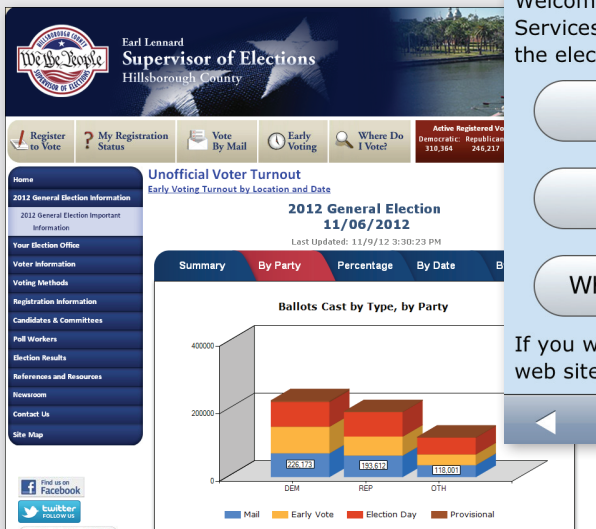 HILLSBOROUGH COUNTY
We the People
SUPERVISOR OF ELECTIONS
Earl Lennard
Supervisor of Elections
Hillsborough County
Register
to Vote
My Registration
Status
Vote
By Mail
Early
Voting
Where Do
I Vote?
Active Registered Vo
Democratic: Republican
310,364 246,217
Home
2012 General Election Information
2012 General Election Important
Information
Your Election Office
Voter Information
Voting Methods
Registration Information
Candidates & Committees
Poll Workers
Election Results
References and Resources
Newsroom
Contact Us
Site Map
Find us on
Facebook
twitter
FOLLOW US
Unofficial Voter Turnout
Early Voting Turnout by Location and Date
2012 General Election
11/06/2012
Last Updated: 11/9/12 3:30:23 PM
Summary By Party Percentage By Date B
Ballots Cast by Type, by Party
400000
200000
0
226,173 193,612 118,001
DEM REP OTH
Mail Early Vote Election Day Provisional
Welcom
Services
the elec
Wh
If you w
web site